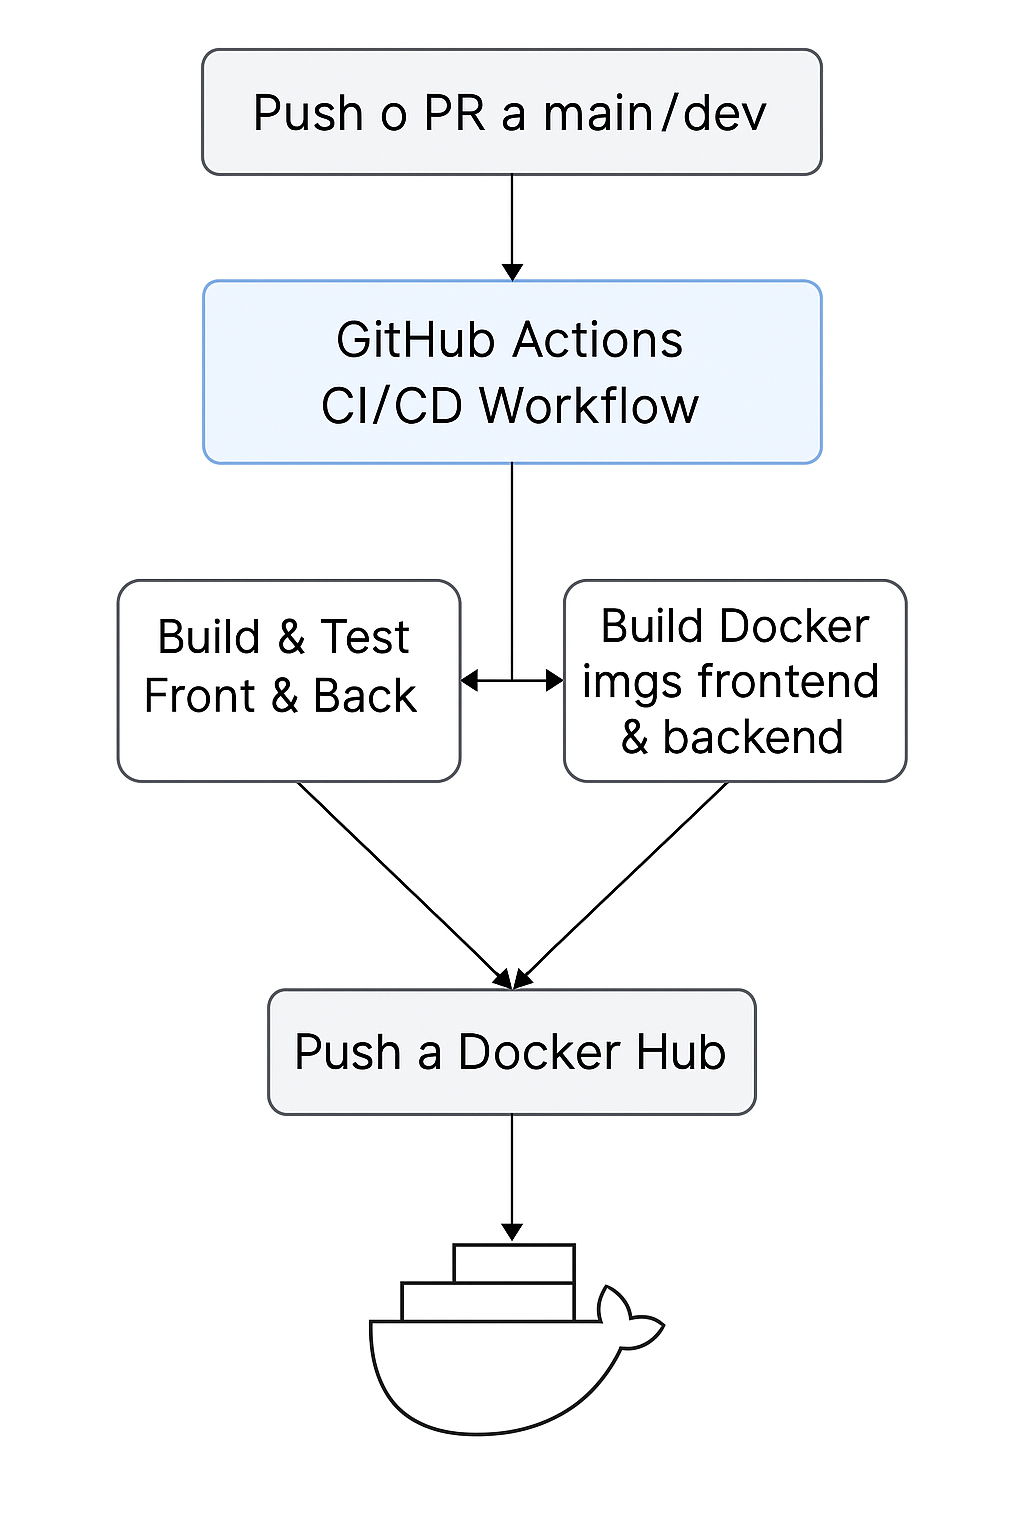 Push o PR a main/dev
GitHub Actions
CI/CD Workflow
Build & Test
Front & Back
Build Docker
imgs frontend
& backend
Push a Docker Hub